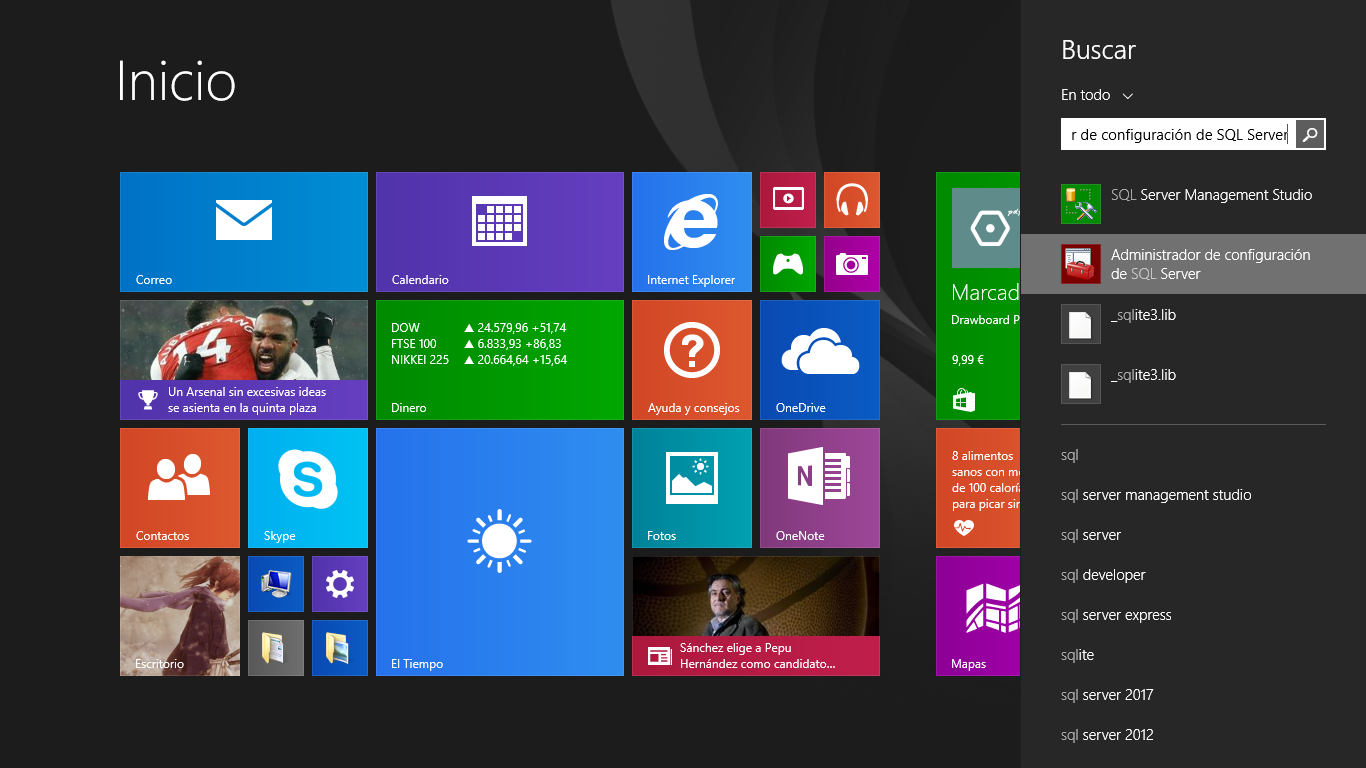 Inicio
Correo
Calendario
Internet Explorer
Un Arsenal sin excesivas ideas
se asienta en la quinta plaza
DOW ▲ 24.579,96 +51,74
FTSE 100 ▲ 6.833,93 +86,83
NIKKEI 225 ▲ 20.664,64 +15,64
Dinero
Ayuda y consejos
OneDrive
Contactos
Skype
El Tiempo
Fotos
N
OneNote
Escritorio
Sánchez elige a Pepu
Hernández como candidato...
Marcad
Drawboard P
9,99 €
8 alimentos
sanos con m
de 100 caloría
para picar sin
Mapas
Buscar
En todo
r de configuración de SQL Server
SQL Server Management Studio
Administrador de configuración
de SQL Server
_sqlite3.lib
_sqlite3.lib
sql
sql server management studio
sql server
sql developer
sql server express
sqlite
sql server 2017
sql server 2012